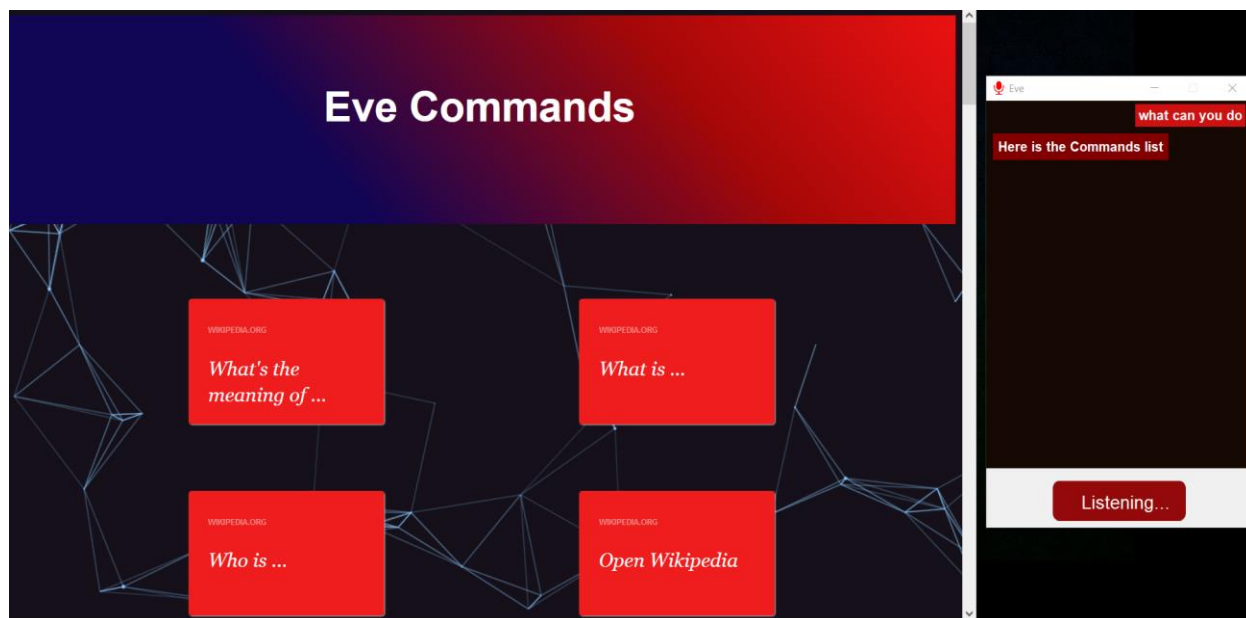 Eve Commands
WIKIPEDIA.ORG
What's the
meaning of ...
WIKIPEDIA.ORG
What is ...
WIKIPEDIA.ORG
Who is ...
WIKIPEDIA.ORG
Open Wikipedia
Eve
what can you do
Here is the Commands list
Listening...